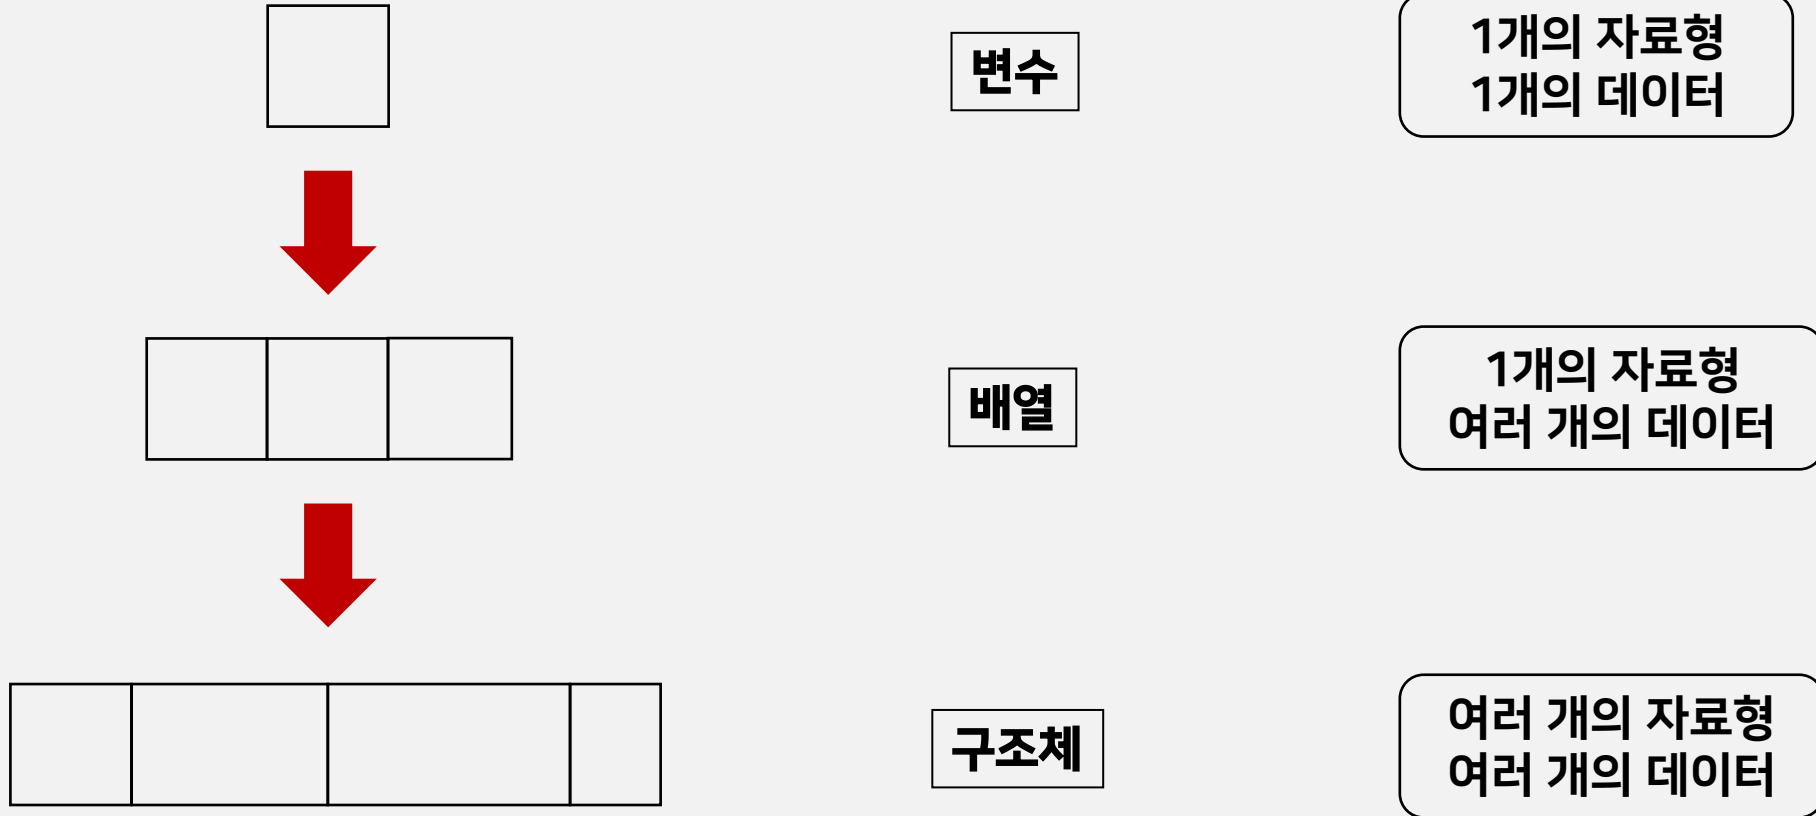 변수
1개의 자료형
1개의 데이터
배열
1개의 자료형
여러 개의 데이터
구조체
여러 개의 자료형
여러 개의 데이터